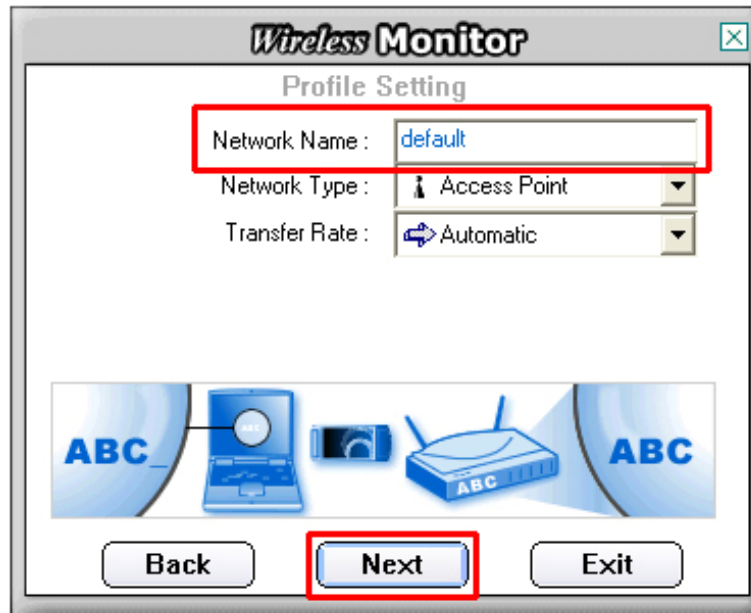 Wireless Monitor
Profile Setting
Network Name : default
Network Type : Access Point
Transfer Rate : Automatic
ABC_ ABC ABC ABC
Back Next Exit